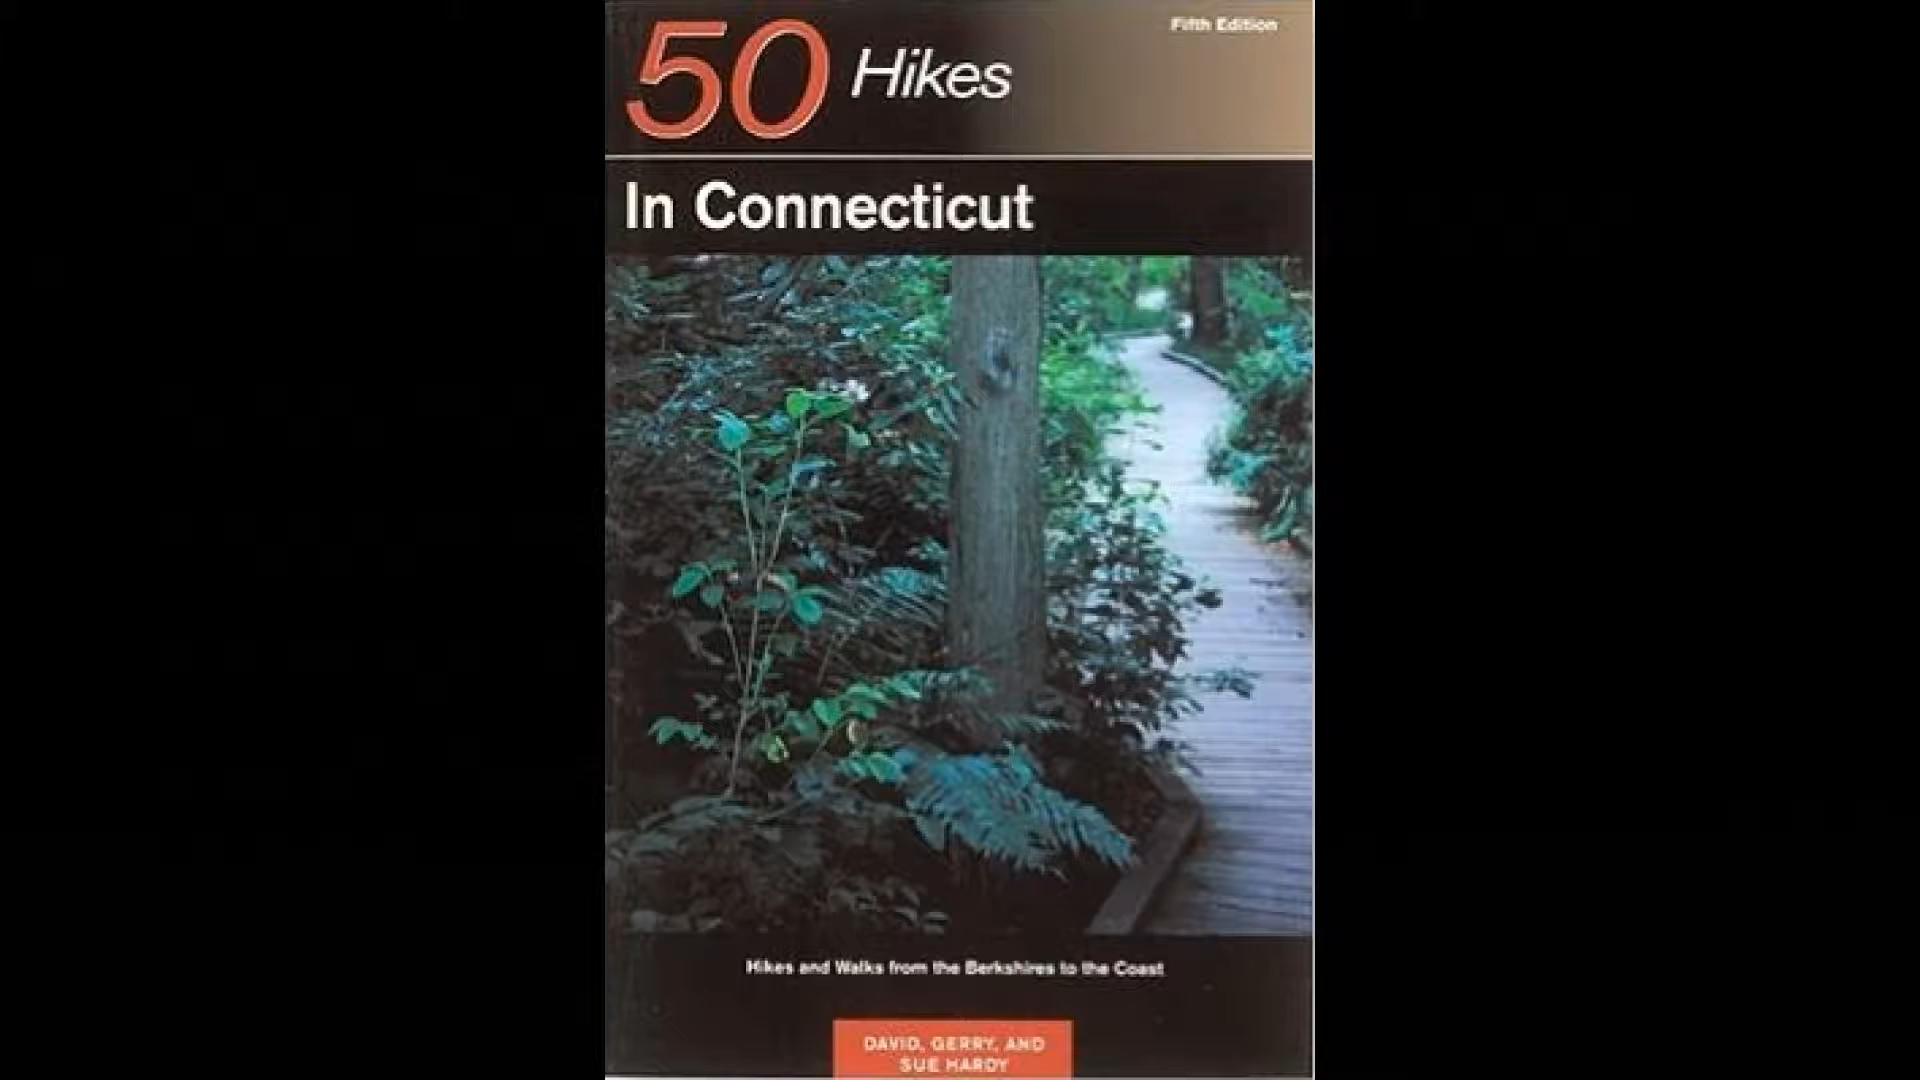 50 Hikes
Fifth Edition
In Connecticut
Hikes and Walks from the Berkshires to the Coast
DAVID, GERRY, AND
SUE HARDY